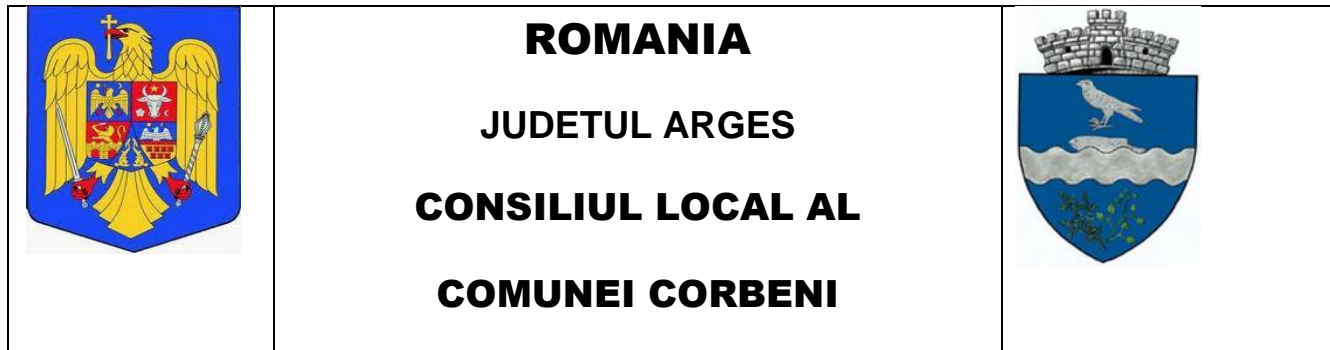 ROMANIA
JUDETUL ARGES
CONSILIUL LOCAL AL
COMUNEI CORBENI